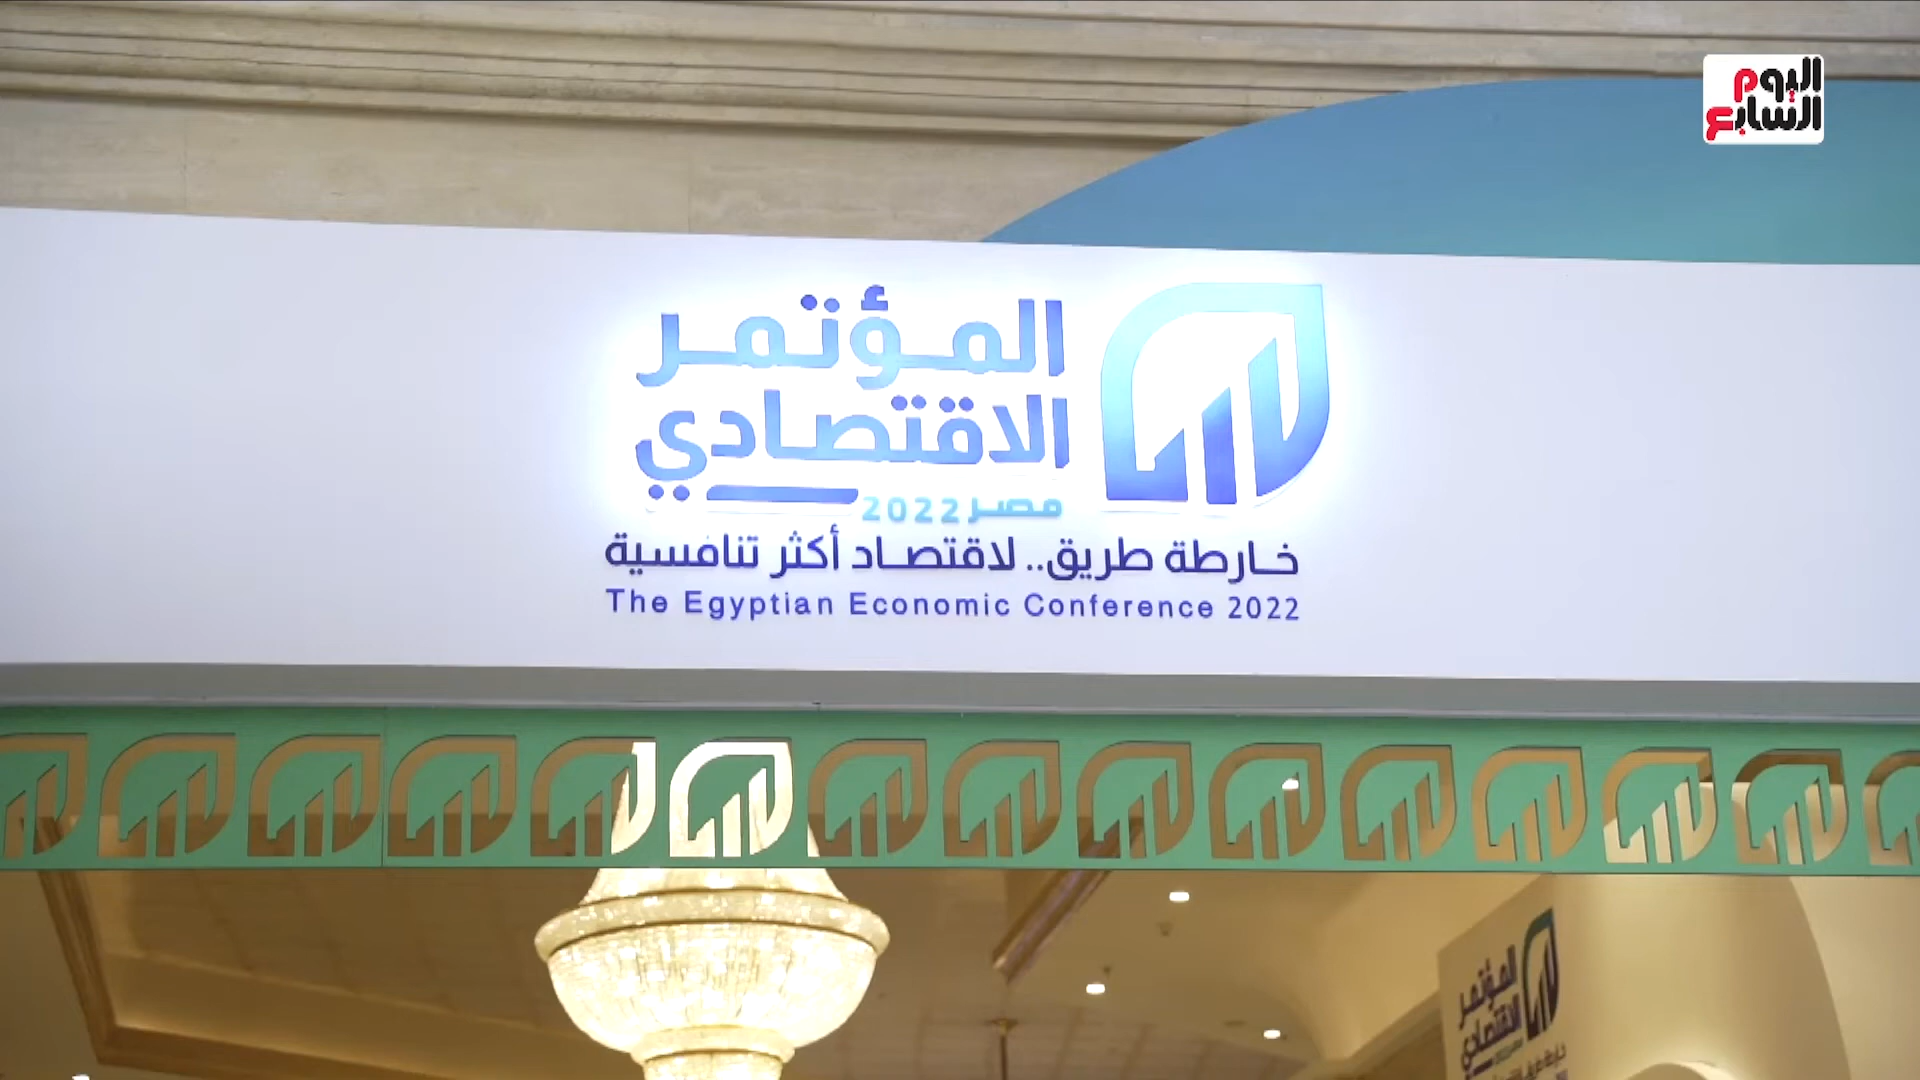 اليوم
السابع
المؤتمر
الاقتصادي
مصر 2022
خارطة طريق.. لاقتصاد أكثر تنافسية
The Egyptian Economic Conference 2022
المؤتمر
الاقتصادي